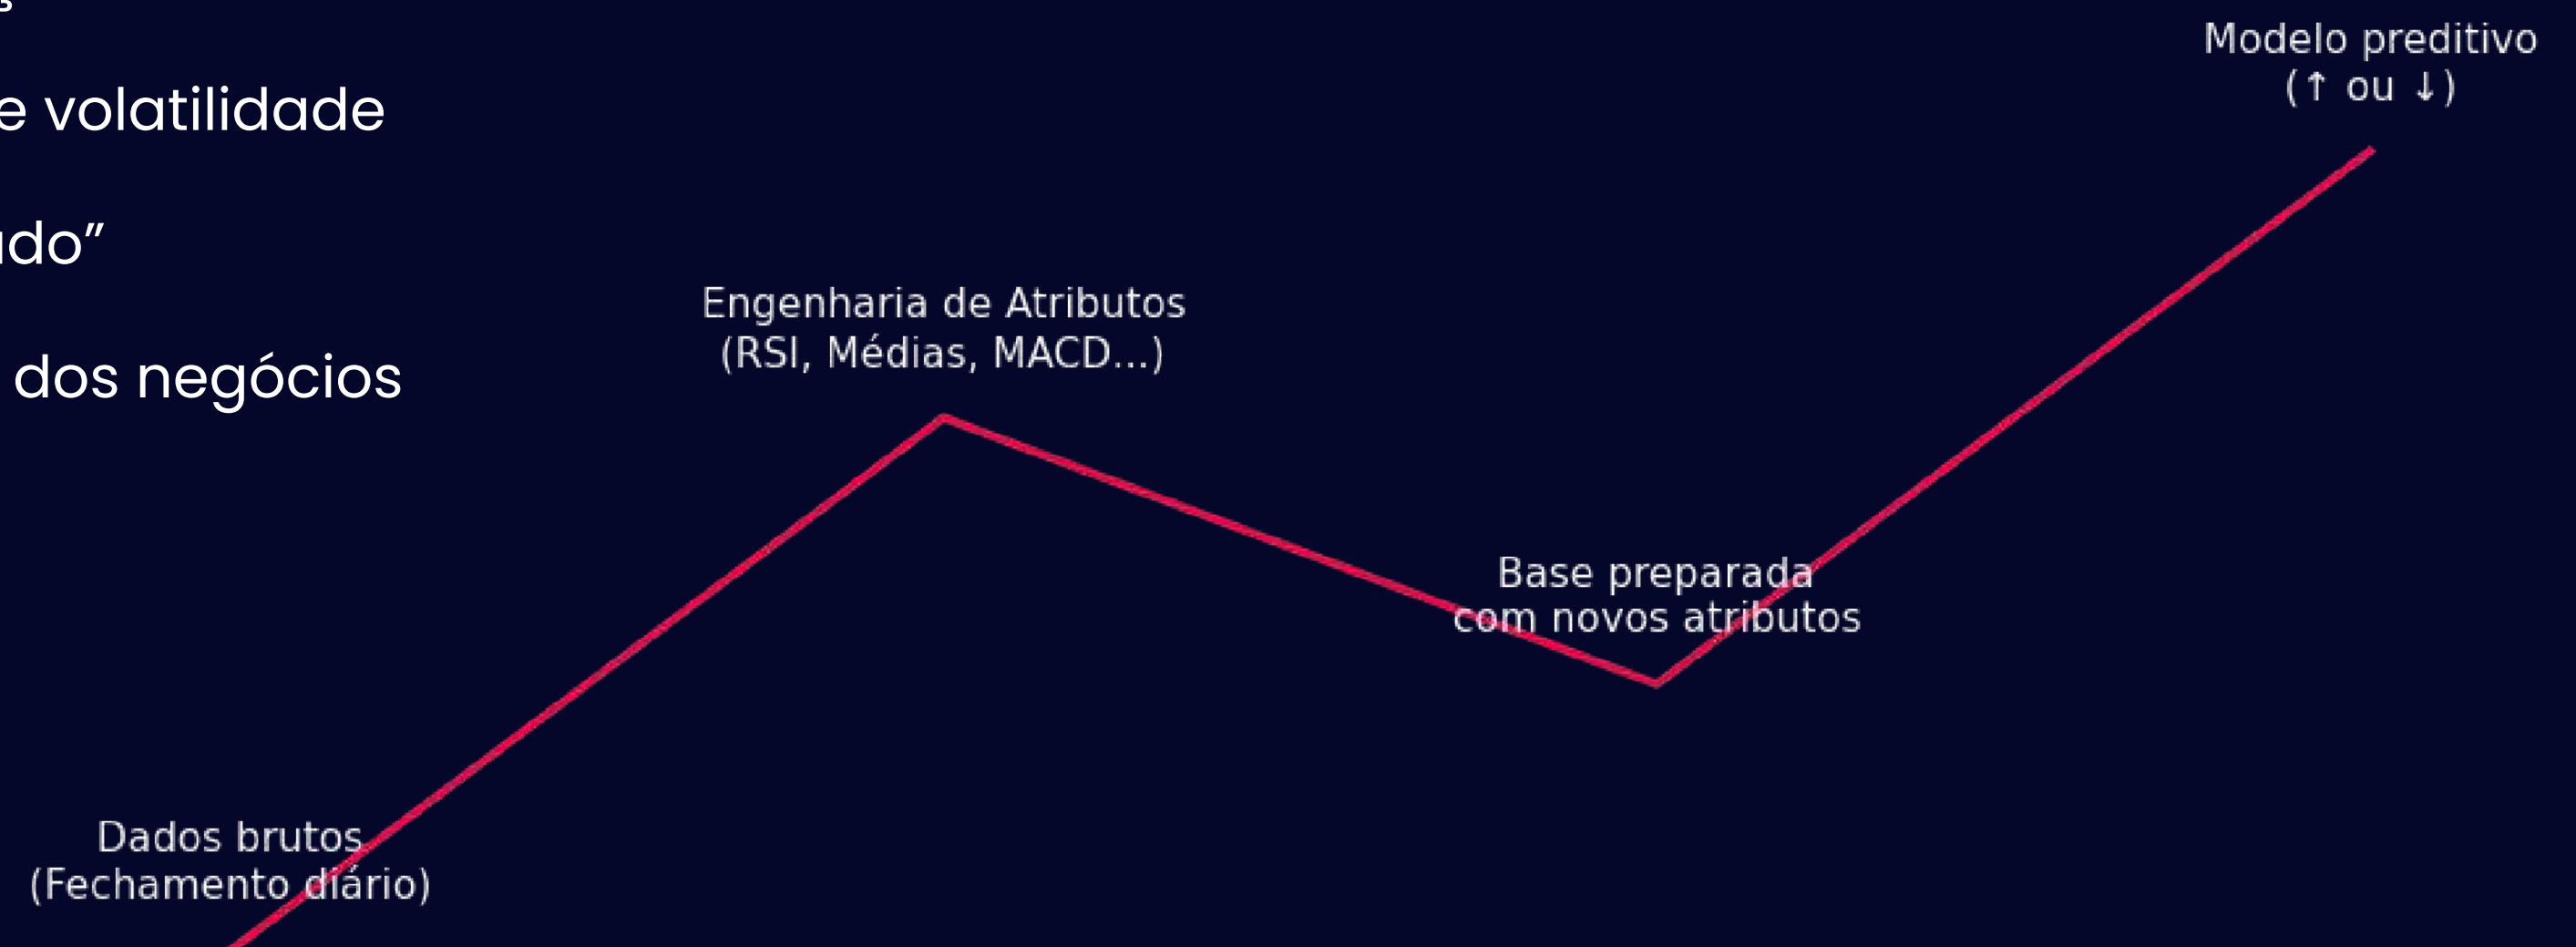 e volatilidade
dos negócios
Modelo preditivo
(↑ ou ↓)
Engenharia de Atributos
(RSI, Médias, MACD...)
Base preparada
com novos atributos
Dados brutos
(Fechamento diário)